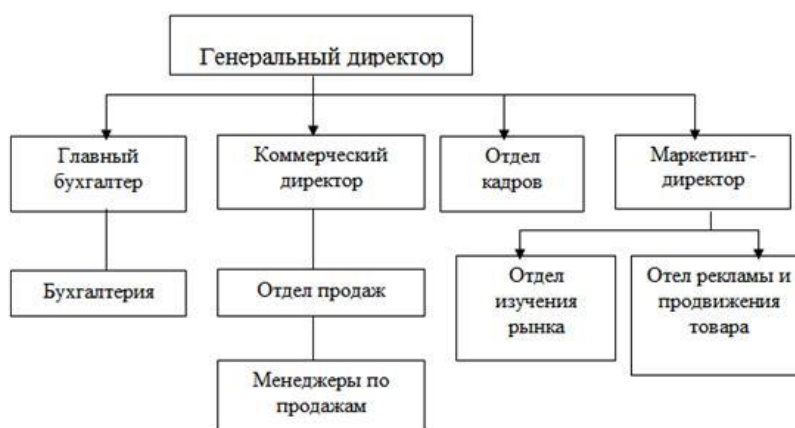 Генеральный директор
Главный
бухгалтер
Коммерческий
директор
Отдел
кадров
Маркетинг-
директор
Бухгалтерия
Отдел продаж
Отдел
изучения
рынка
Отел рекламы и
продвижения
товара
Менеджеры по
продажам